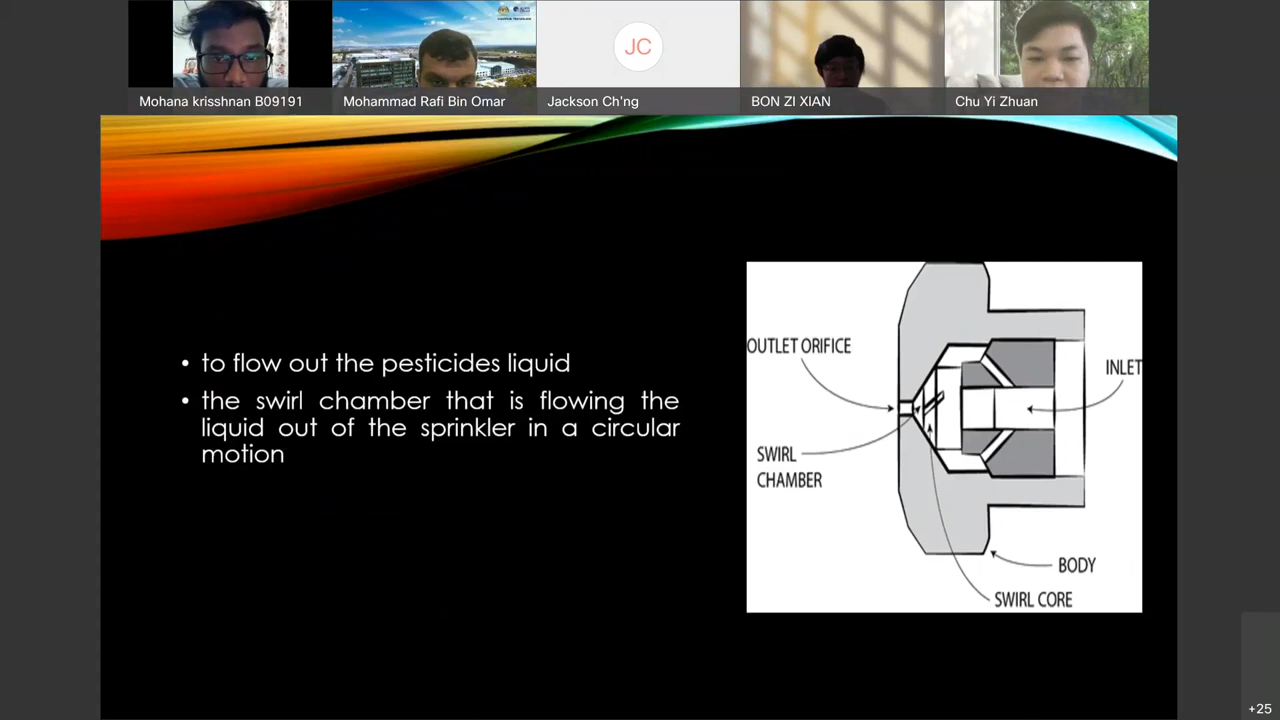 Mohana krisshnan B09191
Mohammad Rafi Bin Omar
JC
Jackson Ch'ng
BON ZI XIAN
Chu Yi Zhuan
• to flow out the pesticides liquid
• the swirl chamber that is flowing the
liquid out of the sprinkler in a circular
motion
OUTLET ORIFICE
INLET
SWIRL
CHAMBER
BODY
SWIRL CORE
+25